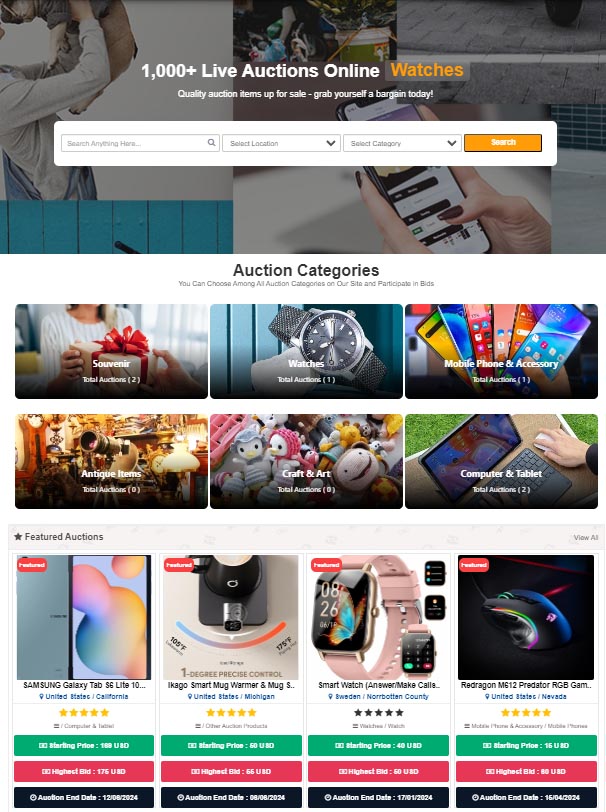 1,000+ Live Auctions Online Watches
Quality auction items up for sale - grab yourself a bargain today!
Search Anything Here...
Select Location
Select Category
Search
Auction Categories
You Can Choose Among All Auction Categories on Our Site and Participate in Bids
Souvenir
Total Auctions ( 2 )
Watches
Total Auctions ( 1 )
Mobile Phone & Accessory
Total Auctions ( 1 )
Antique Items
Total Auctions ( 0 )
Craft & Art
Total Auctions ( 0 )
Computer & Tablet
Total Auctions ( 2 )
Featured Auctions
View All
Featured
SAMSUNG Galaxy Tab S6 Lite 10...
United States / California
/ Computer & Tablet
Starting Price : 169 USD
Highest Bid : 175 USD
Auction End Date : 12/06/2024
Featured
105°F
175°F
1-DEGREE PRECISE CONTROL
Ikago Smart Mug Warmer & Mug S..
United States / Michigan
/ Other Auction Products
Starting Price : 50 USD
Highest Bid : 55 USD
Auction End Date : 06/06/2024
Featured
08
26
Smart Watch (Answer/Make Calls..
Sweden / Norrbotten County
Watches / Watch
Starting Price : 40 USD
Highest Bid : 50 USD
Auction End Date : 17/01/2024
Featured
Redragon M612 Predator RGB Gam..
United States / Nevada
Mobile Phone & Accessory / Mobile Phones
Starting Price : 15 USD
Highest Bid : 60 USD
Auction End Date : 15/04/2024